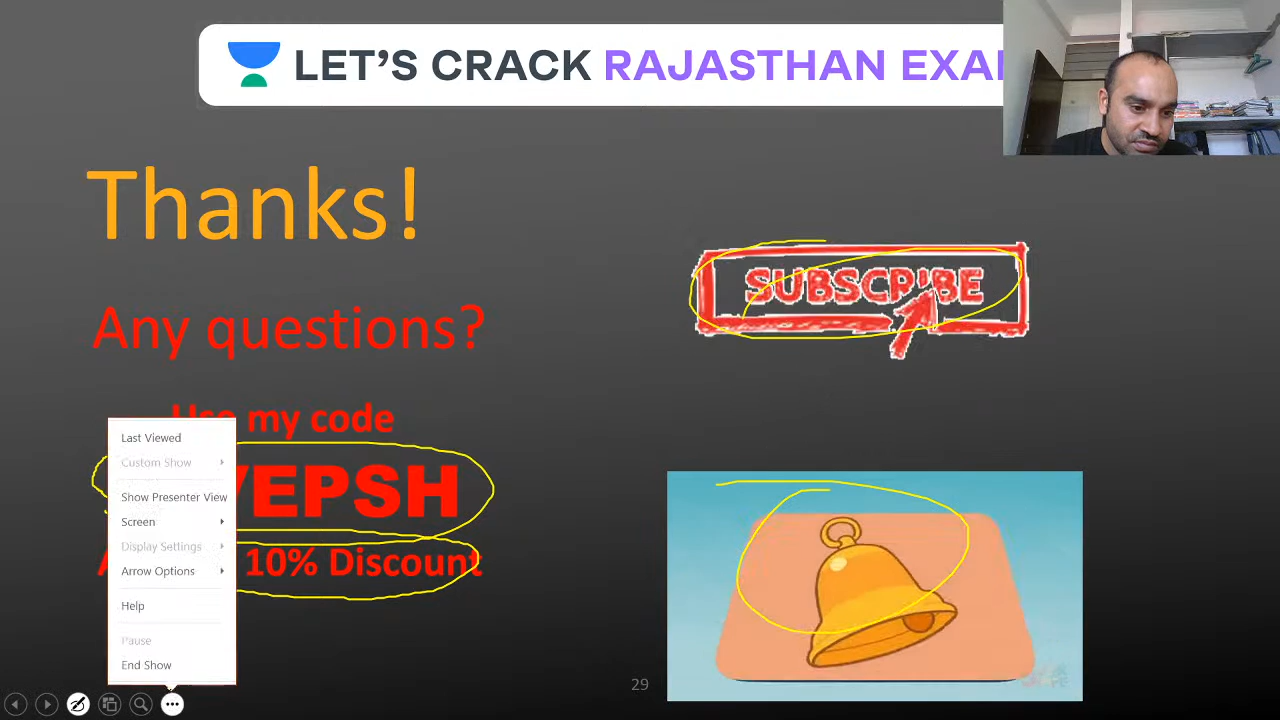 LET'S CRACK RAJASTHAN EXA
Thanks!
SUBSCRIBE
Any questions?
my code
VEPSH
10% Discount
Last Viewed
Custom Show
Show Presenter View
Screen
Display Settings
Arrow Options
Help
Pause
End Show
29